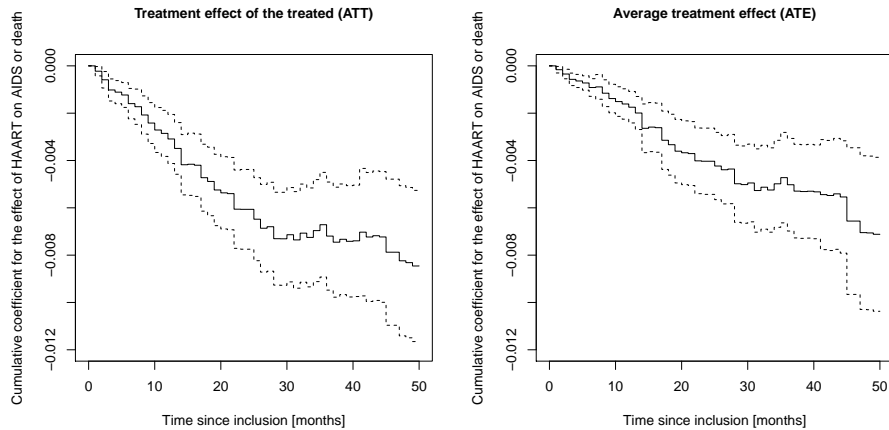 Treatment effect of the treated (ATT)
Cumulative coefficient for the effect of HAART on AIDS or death
0.000
−0.004
−0.008
−0.012
0 10 20 30 40 50
Time since inclusion [months]
Average treatment effect (ATE)
Cumulative coefficient for the effect of HAART on AIDS or death
0.000
−0.004
−0.008
−0.012
0 10 20 30 40 50
Time since inclusion [months]